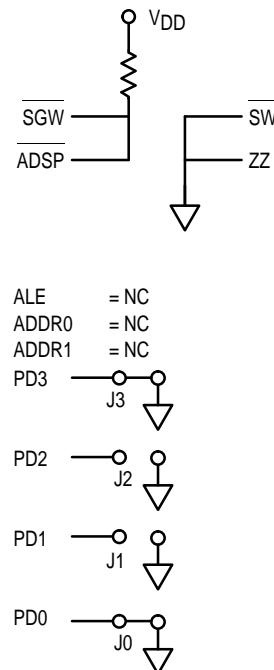 VDD
SGW
SW
ADSP
ZZ
ALE = NC
ADDR0 = NC
ADDR1 = NC
PD3
J3
PD2
J2
PD1
J1
PD0
J0